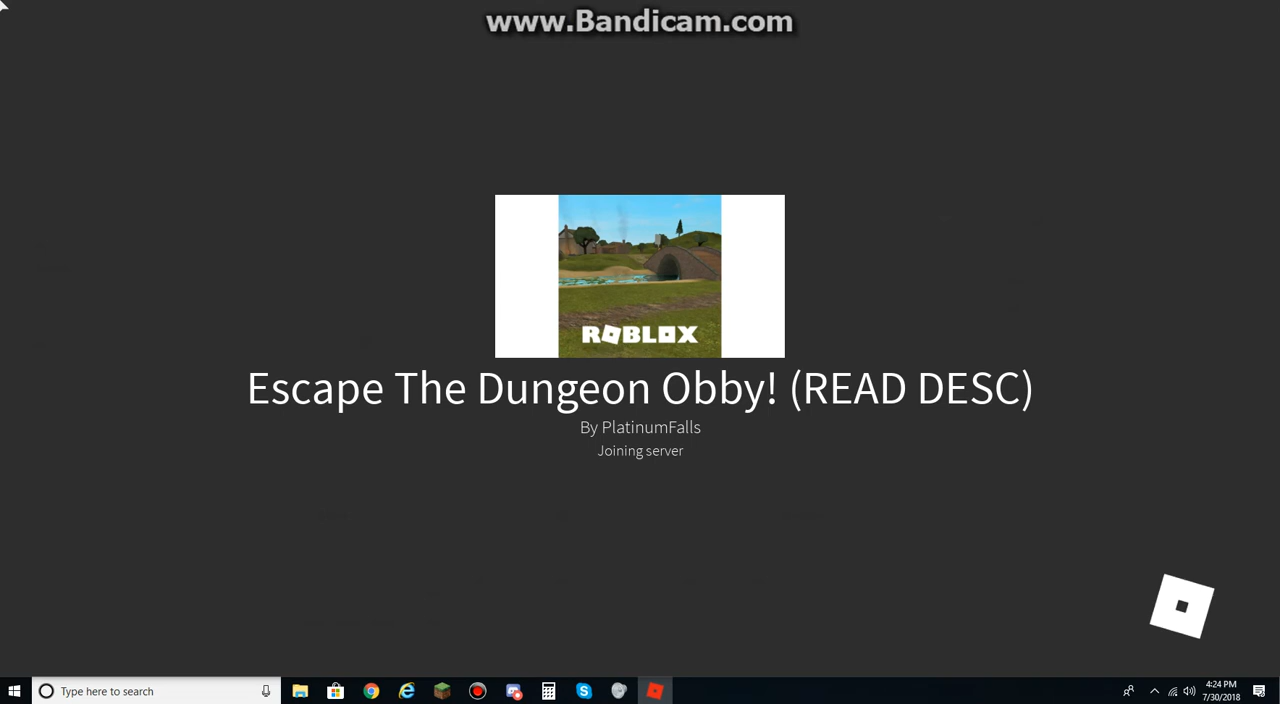 www.Bandicam.com
ROBLOX
Escape The Dungeon Obby! (READ DESC)
By PlatinumFalls
Joining server
Type here to search
4:24 PM
7/30/2018